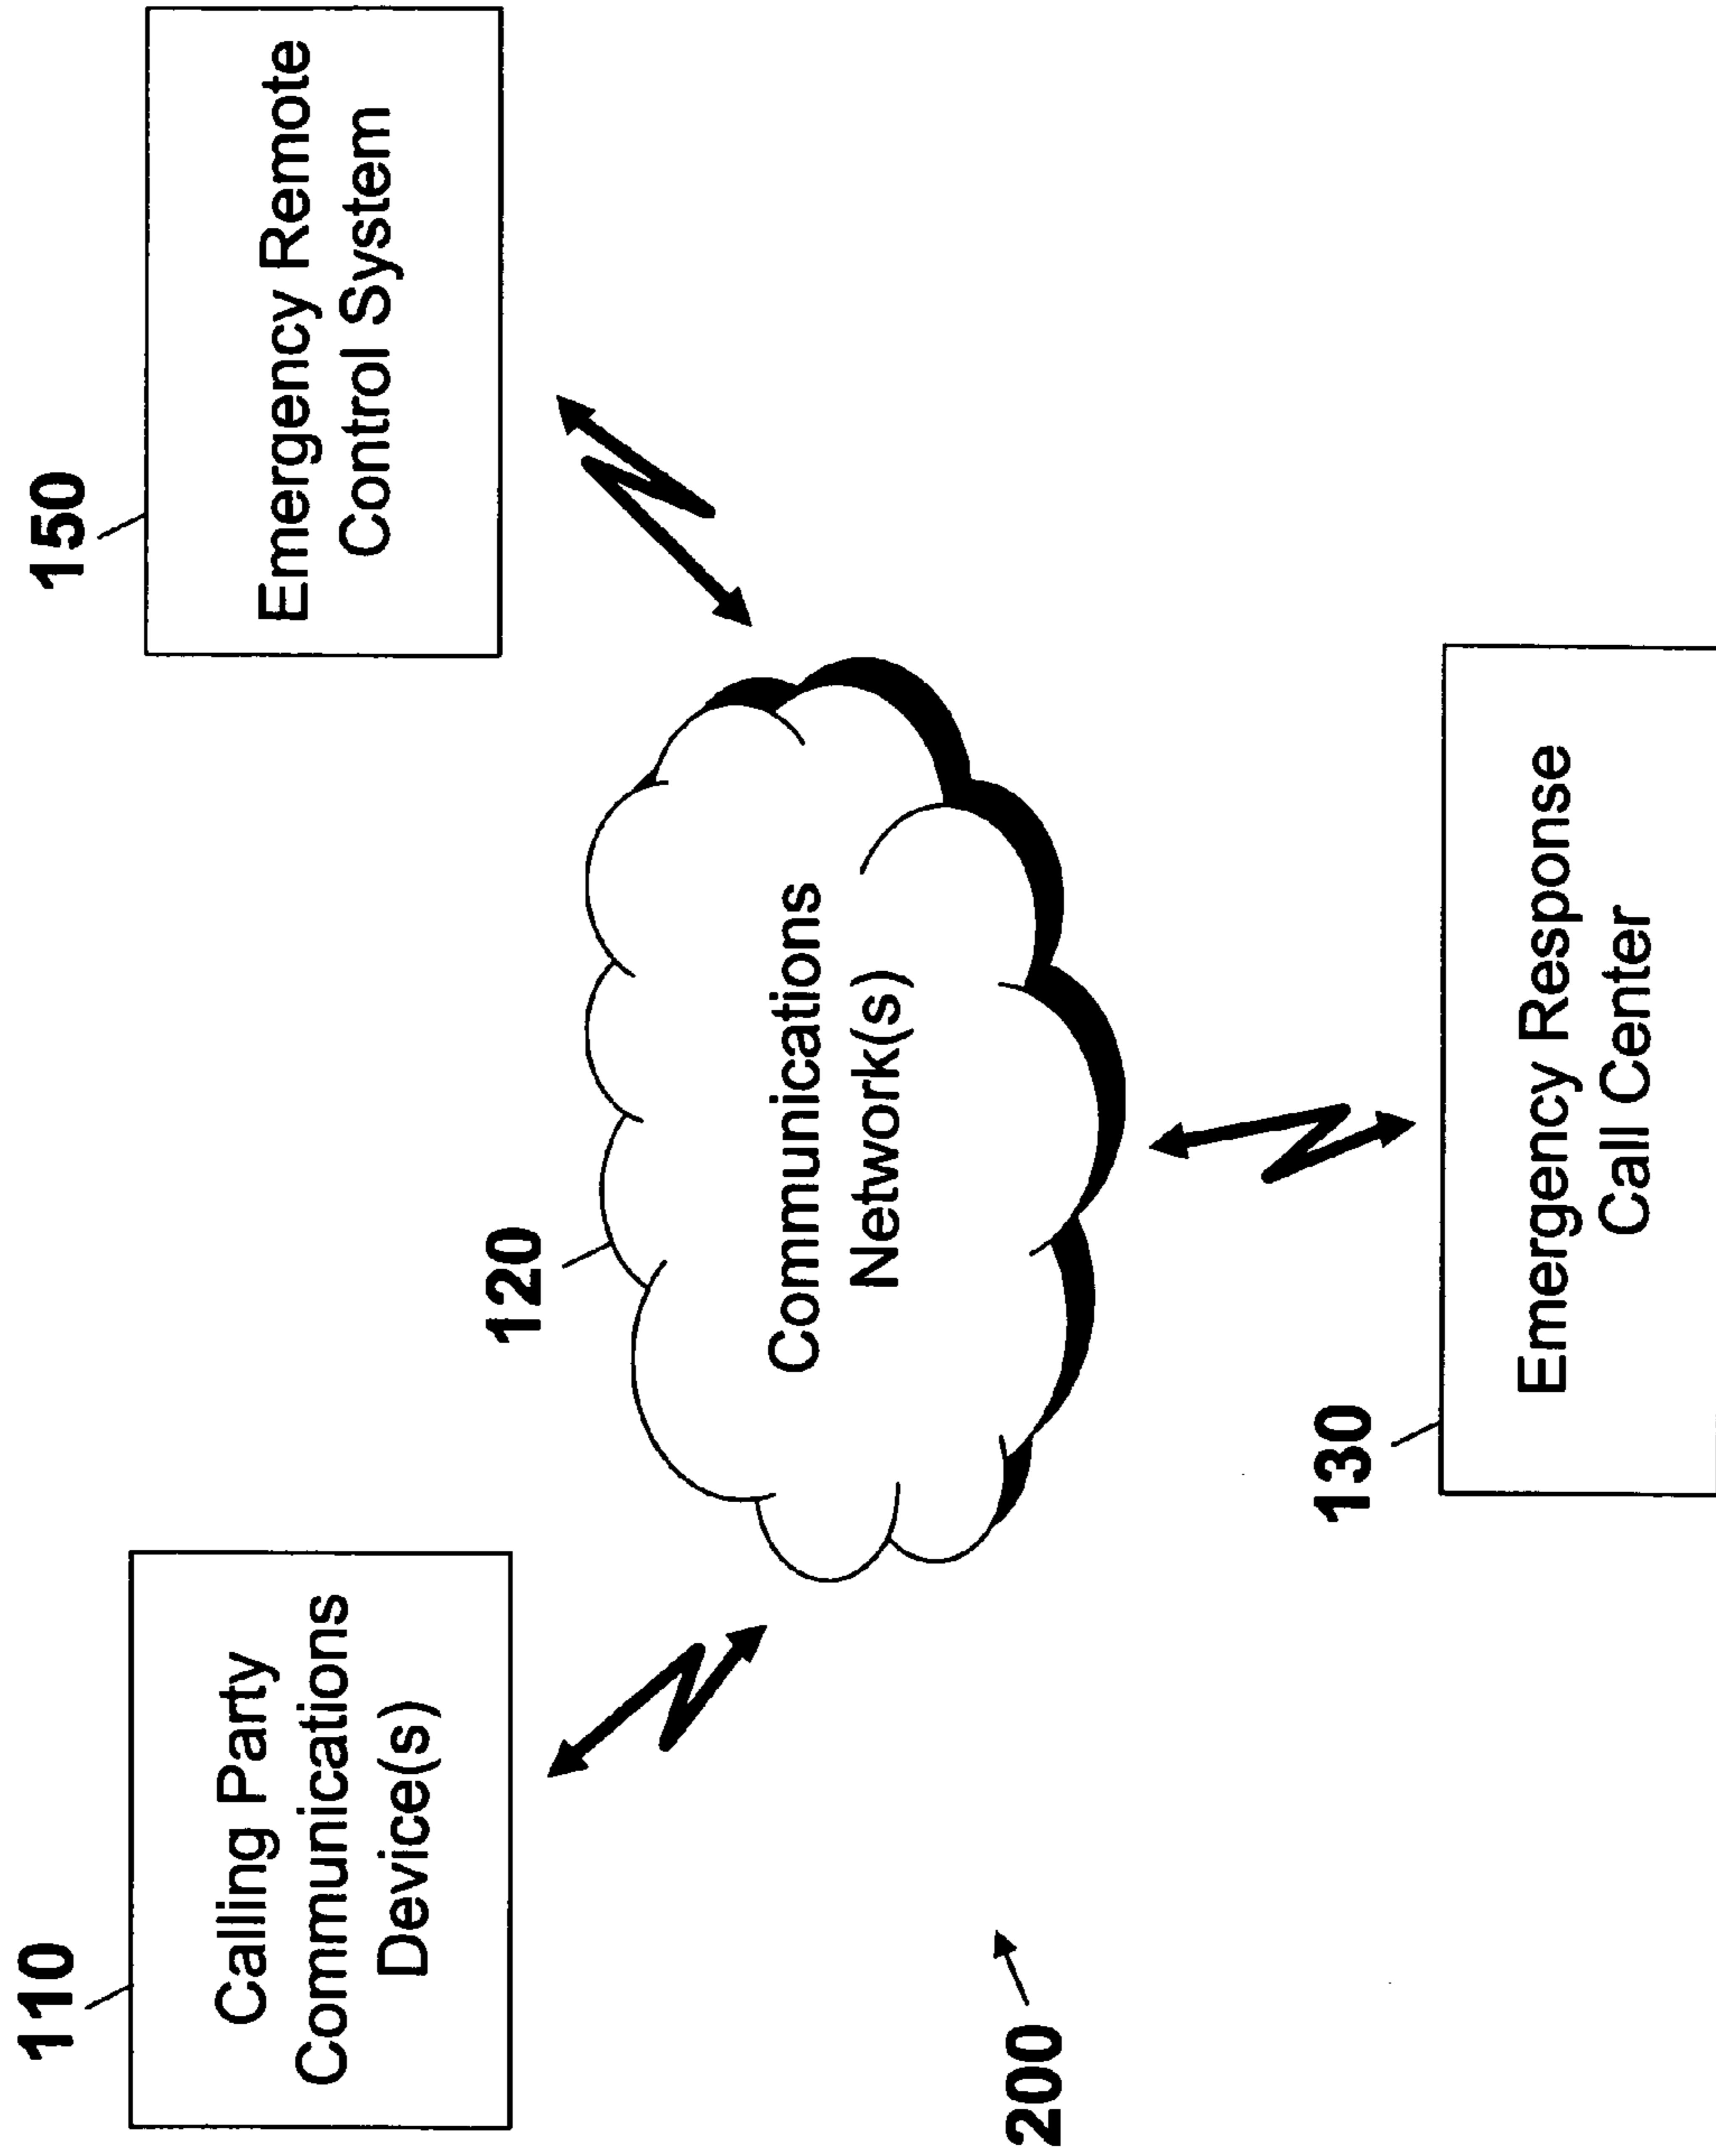 110
Calling Party
Communications
Device(s)
150
Emergency Remote
Control System
120
Communications
Network(s)
130
Emergency Response
Call Center
200